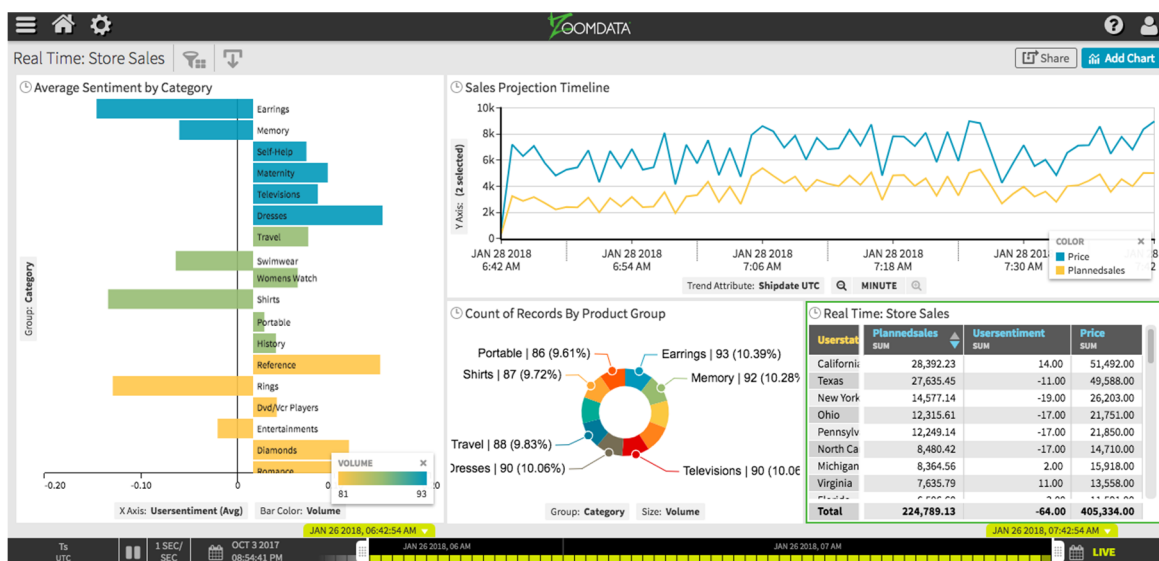 ZOOMDATA
Real Time: Store Sales
Share
Add Chart
Average Sentiment by Category
Group: Category
Earrings
Memory
Self-Help
Maternity
Televisions
Dresses
Travel
Swimwear
Womens Watch
Shirts
Portable
History
Reference
Rings
Dvd/Vcr Players
Entertainments
Diamonds
Romance
-0.20 -0.10 0
VOLUME
81 93
X Axis: Usersentiment (Avg) Bar Color: Volume
Sales Projection Timeline
Y Axis: (2 selected)
10k
8k
6k
4k
2k
0
JAN 28 2018 JAN 28 2018 JAN 28 2018 JAN 28 2018 JAN 28 2018
6:42 AM 6:54 AM 7:06 AM 7:18 AM 7:30 AM
COLOR
Price
Plannedsales
Trend Attribute: Shipdate UTC MINUTE
Count of Records By Product Group
Portable | 86 (9.61%)
Earrings | 93 (10.39%)
Shirts | 87 (9.72%)
Memory | 92 (10.28%
Travel | 88 (9.83%)
Dresses | 90 (10.06%)
Televisions | 90 (10.06
Group: Category Size: Volume
Real Time: Store Sales
Userstat Plannedsales Usersentiment Price
SUM SUM SUM
California 28,392.23 14.00 51,492.00
Texas 27,635.45 -11.00 49,588.00
New York 14,577.14 -19.00 26,203.00
Ohio 12,315.61 -17.00 21,751.00
Pennsylv 12,249.14 -17.00 21,850.00
North Ca 8,480.42 -17.00 14,710.00
Michigan 8,364.56 2.00 15,918.00
Virginia 7,635.79 11.00 13,558.00
Total 224,789.13 -64.00 405,334.00
JAN 26 2018, 06:42:54 AM JAN 26 2018, 07:42:54 AM
Ts
UTC
1 SEC/
SEC
OCT 3 2017
08:54:41 PM
JAN 26 2018, 06 AM JAN 26 2018, 07 AM
LIVE